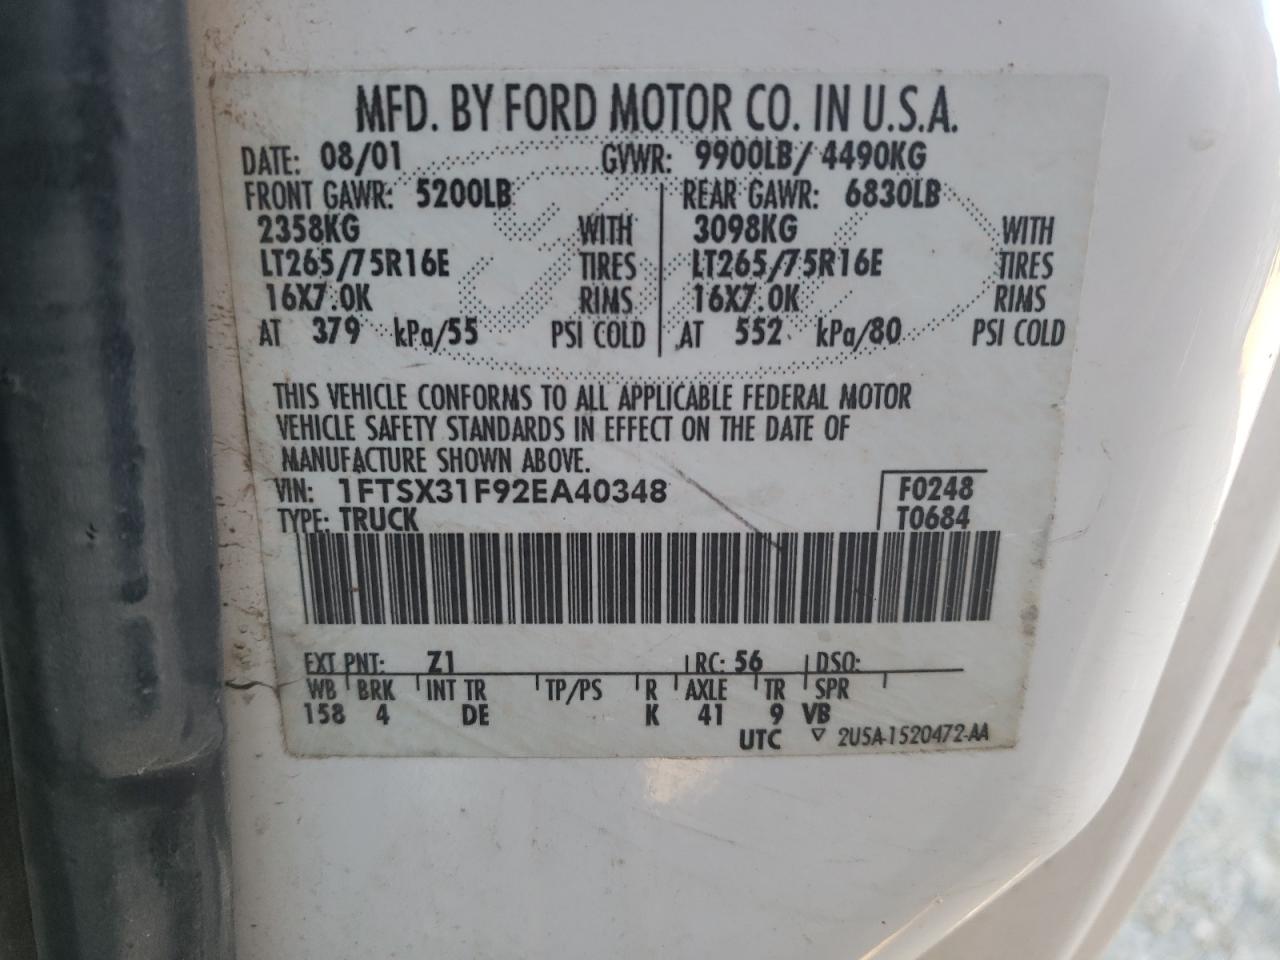 MFD. BY FORD MOTOR CO. IN U.S.A.
DATE: 08/01 GVWR: 9900LB/ 4490KG
FRONT GAWR: 5200LB REAR GAWR: 6830LB
2358KG WITH 3098KG WITH
LT265/75R16E TIRES LT265/75R16E TIRES
16X7.0K RIMS 16X7.0K RIMS
AT 379 kPa/55 PSI COLD AT 552 kPa/80 PSI COLD
THIS VEHICLE CONFORMS TO ALL APPLICABLE FEDERAL MOTOR
VEHICLE SAFETY STANDARDS IN EFFECT ON THE DATE OF
MANUFACTURE SHOWN ABOVE.
VIN: 1FTSX31F92EA40348 F0248
TYPE: TRUCK T0684
EXT PNT: Z1 RC: 56 DSO:
WB BRK INT TR TP/PS R AXLE TR SPR
158 4 DE K 41 9 VB
UTC ▽ 2U5A-1520472-AA